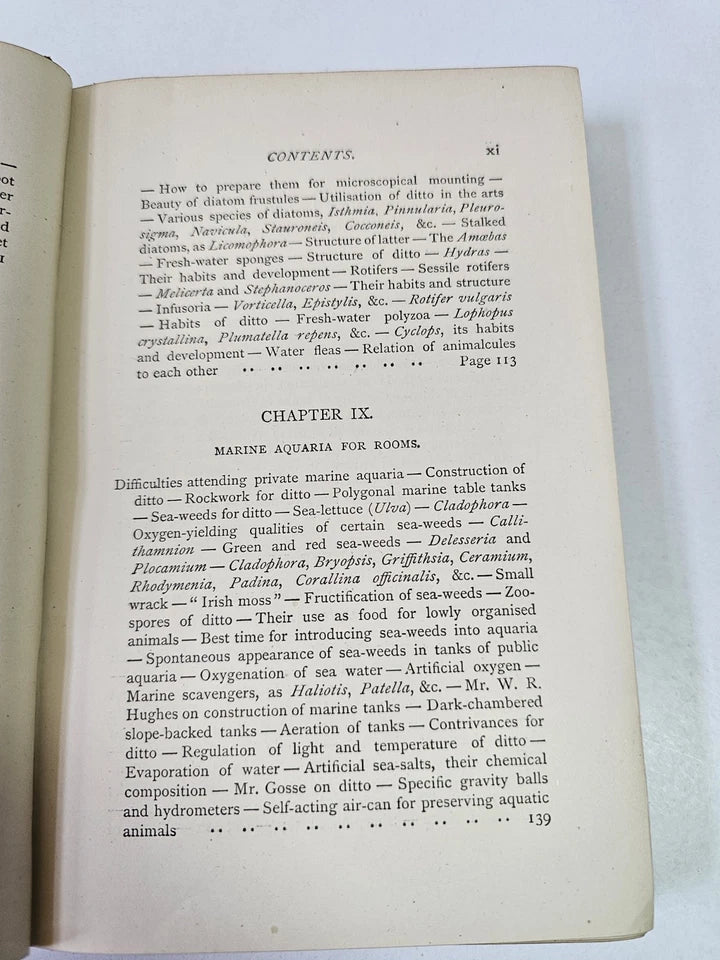 ot
er
r-
d
et
I
CONTENTS. xi
— How to prepare them for microscopical mounting —
Beauty of diatom frustules — Utilisation of ditto in the arts
— Various species of diatoms, Isthmia, Pinnularia, Pleuro-
sigma, Navicula, Stauroneis, Cocconeis, &c. — Stalked
diatoms, as Licomophora — Structure of latter — The Amœbas
— Fresh-water sponges — Structure of ditto — Hydras —
Their habits and development — Rotifers — Sessile rotifers
— Melicerta and Stephanoceros — Their habits and structure
— Infusoria — Vorticella, Epistylis, &c. — Rotifer vulgaris
— Habits of ditto — Fresh-water polyzoa — Lophopus
crystallina, Plumatella repens, &c. — Cyclops, its habits
and development — Water fleas — Relation of animalcules
to each other .. .. .. .. .. .. .. Page 113
CHAPTER IX.
MARINE AQUARIA FOR ROOMS.
Difficulties attending private marine aquaria — Construction of
ditto — Rockwork for ditto — Polygonal marine table tanks
— Sea-weeds for ditto — Sea-lettuce (Ulva) — Cladophora —
Oxygen-yielding qualities of certain sea-weeds — Calli-
thamnion — Green and red sea-weeds — Delesseria and
Plocamium — Cladophora, Bryopsis, Griffithsia, Ceramium,
Rhodymenia, Padina, Corallina officinalis, &c. — Small
wrack — “Irish moss” — Fructification of sea-weeds — Zoo-
spores of ditto — Their use as food for lowly organised
animals — Best time for introducing sea-weeds into aquaria
— Spontaneous appearance of sea-weeds in tanks of public
aquaria — Oxygenation of sea water — Artificial oxygen —
Marine scavengers, as Haliotis, Patella, &c. — Mr. W. R.
Hughes on construction of marine tanks — Dark-chambered
slope-backed tanks — Aeration of tanks — Contrivances for
ditto — Regulation of light and temperature of ditto —
Evaporation of water — Artificial sea-salts, their chemical
composition — Mr. Gosse on ditto — Specific gravity balls
and hydrometers — Self-acting air-can for preserving aquatic
animals .. .. .. .. .. .. .. .. .. .. 139